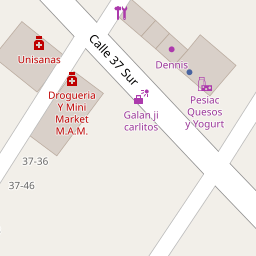 Calle 37 Sur
Unisanas
Dennis
Drogueria
Y Mini
Market
M.A.M.
Galan ji
carlitos
Pesiac
Quesos
y Yogurt
37-36
37-46